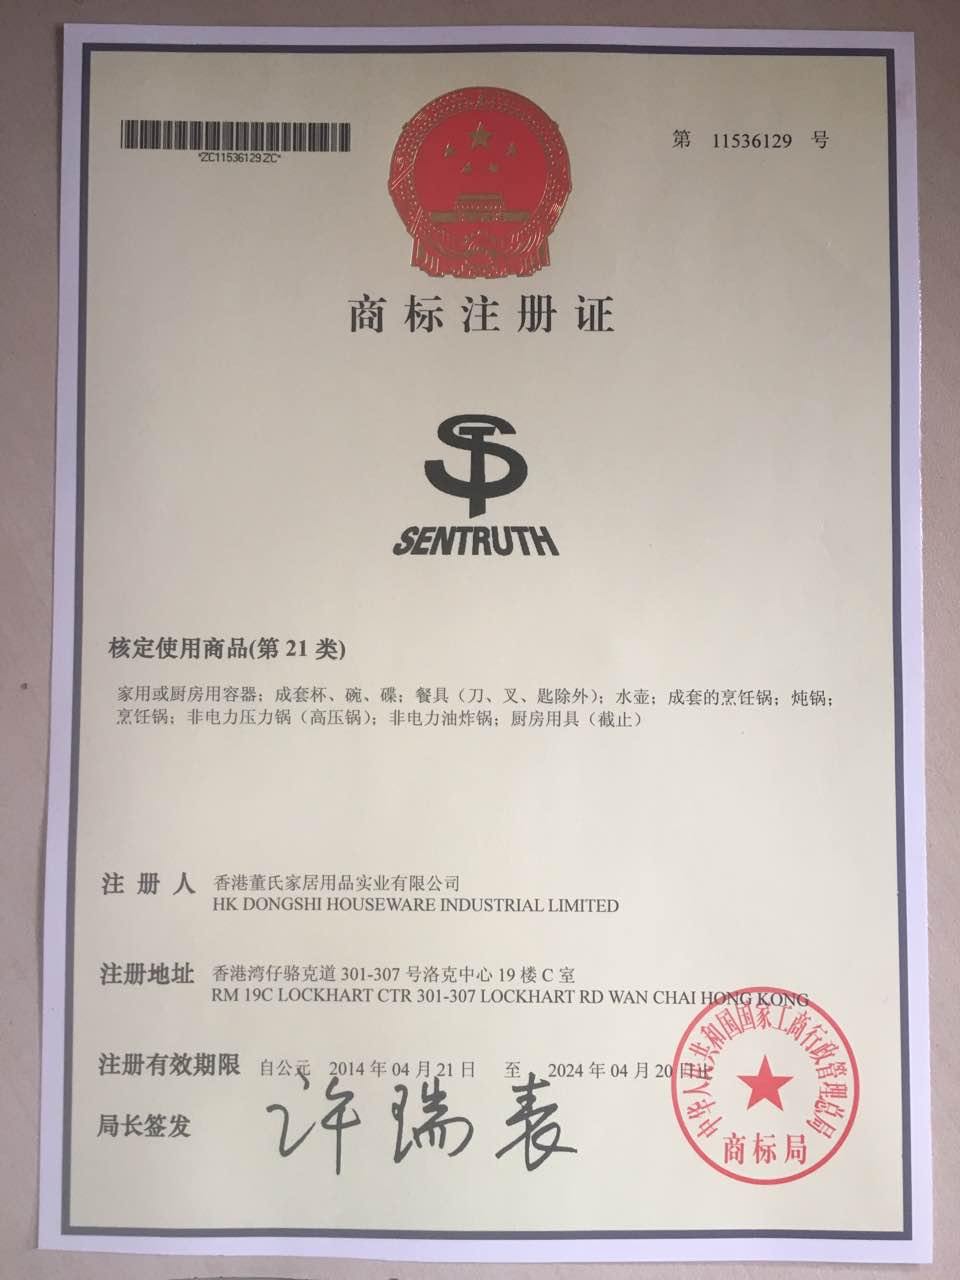 *ZC11536129ZC*
第 11536129 号
商标注册证
ST
SENTRUTH
核定使用商品(第 21 类)
家用或厨房用容器；成套杯、碗、碟；餐具（刀、叉、匙除外）；水壶；成套的烹饪锅；炖锅；
烹饪锅；非电力压力锅（高压锅）；非电力油炸锅；厨房用具（截止）
注 册 人 香港董氏家居用品实业有限公司
HK DONGSHI HOUSEWARE INDUSTRIAL LIMITED
注册地址 香港湾仔骆克道 301-307 号洛克中心 19 楼 C 室
RM 19C LOCKHART CTR 301-307 LOCKHART RD WAN CHAI HONG KONG
注册有效期限 自公元 2014 年 04 月 21 日 至 2024 年 04 月 20 日止
局长签发 许瑞表
中华人民共和国国家工商行政管理总局
商标局